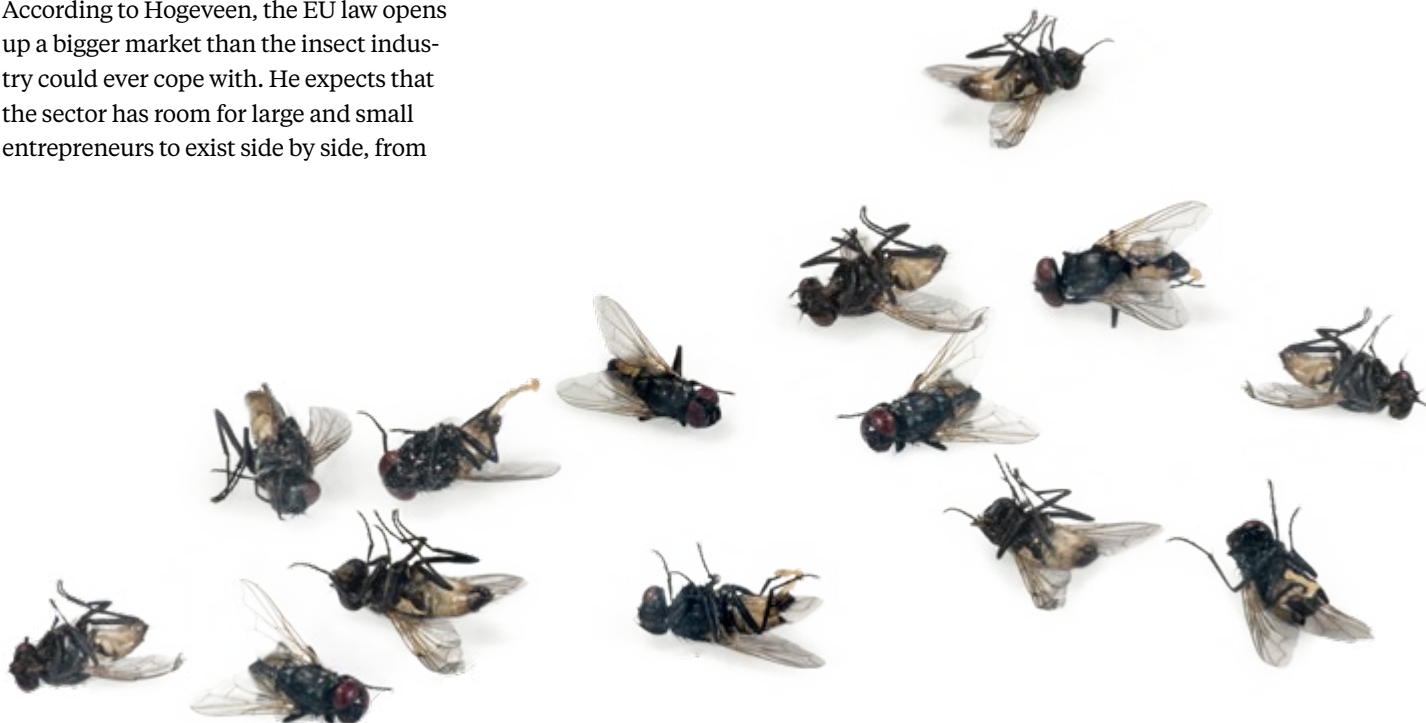 According to Hogeveen, the EU law opens
up a bigger market than the insect indus-
try could ever cope with. He expects that
the sector has room for large and small
entrepreneurs to exist side by side, from